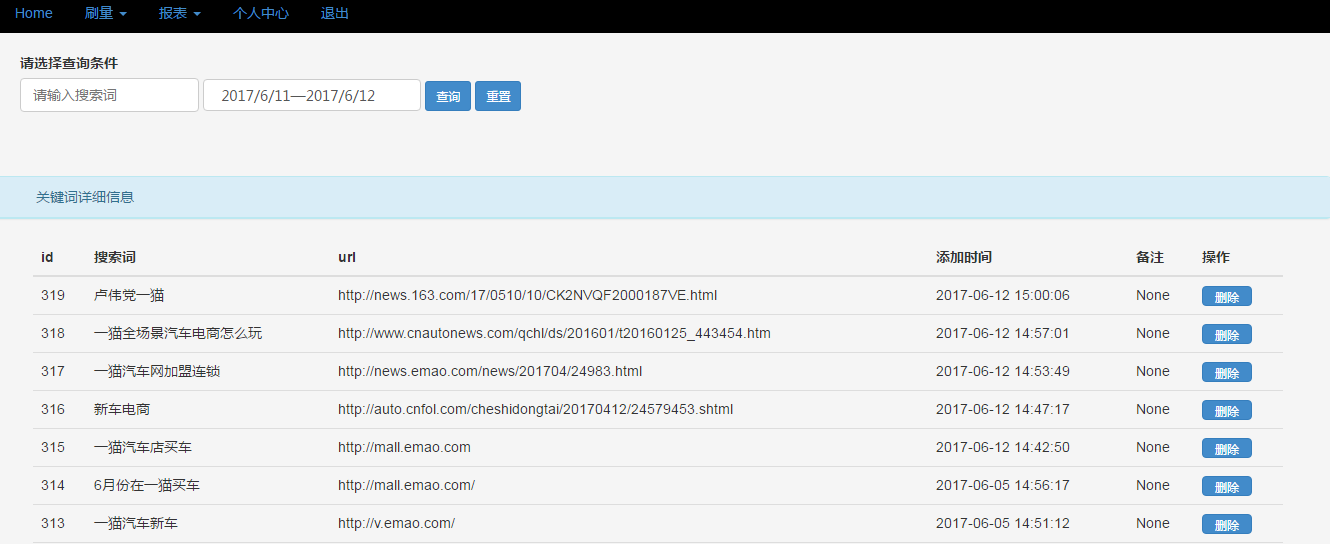 Home 刷量 报表 个人中心 退出
请选择查询条件
请输入搜索词 2017/6/11—2017/6/12 查询 重置
关键词详细信息
id 搜索词 url 添加时间 备注 操作
319 卢伟党一猫 http://news.163.com/17/0510/10/CK2NVQF2000187VE.html 2017-06-12 15:00:06 None 删除
318 一猫全场景汽车电商怎么玩 http://www.cnautonews.com/qchl/ds/201601/t20160125_443454.htm 2017-06-12 14:57:01 None 删除
317 一猫汽车网加盟连锁 http://news.emao.com/news/201704/24983.html 2017-06-12 14:53:49 None 删除
316 新车电商 http://auto.cnfol.com/cheshidongtai/20170412/24579453.shtml 2017-06-12 14:47:17 None 删除
315 一猫汽车店买车 http://mall.emao.com 2017-06-12 14:42:50 None 删除
314 6月份在一猫买车 http://mall.emao.com/ 2017-06-05 14:56:17 None 删除
313 一猫汽车新车 http://v.emao.com/ 2017-06-05 14:51:12 None 删除